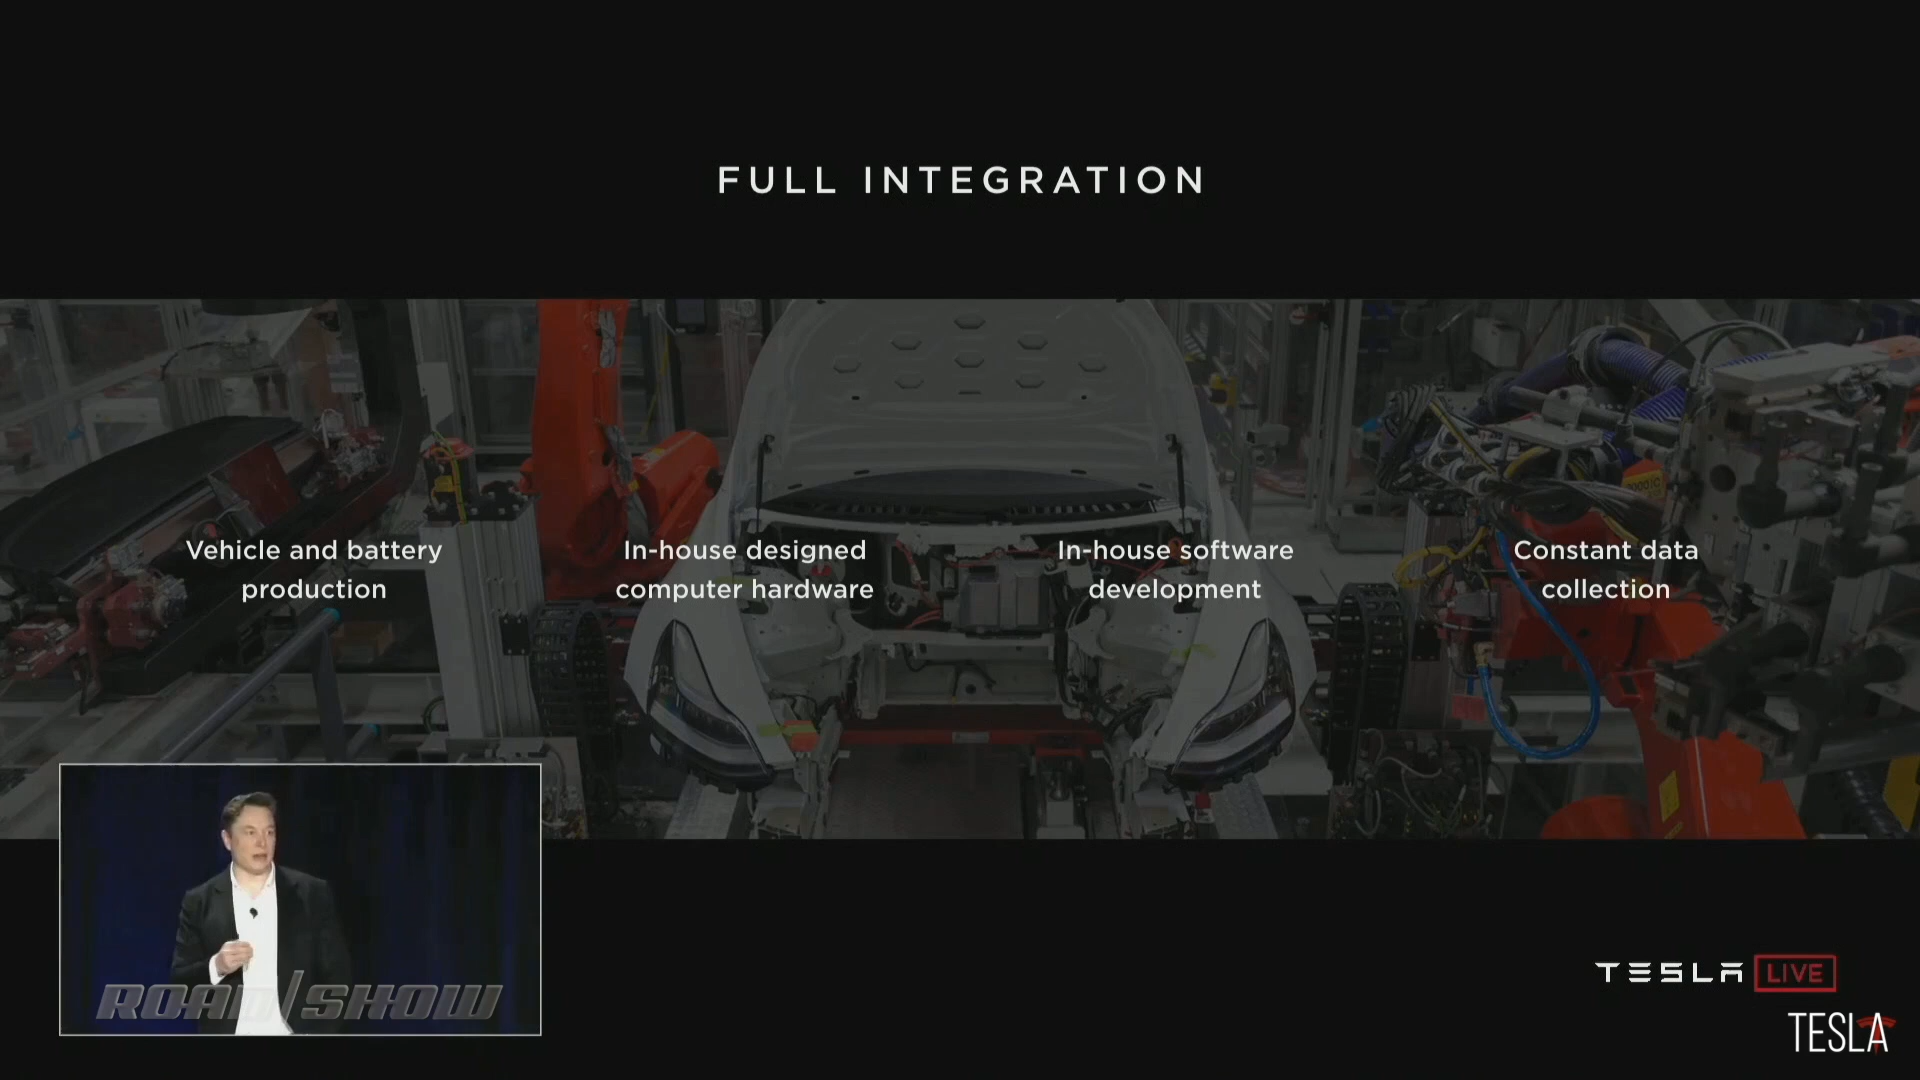 FULL INTEGRATION
Vehicle and battery
production
In-house designed
computer hardware
In-house software
development
Constant data
collection
ROAD/SHOW
TESLA LIVE
TESLA